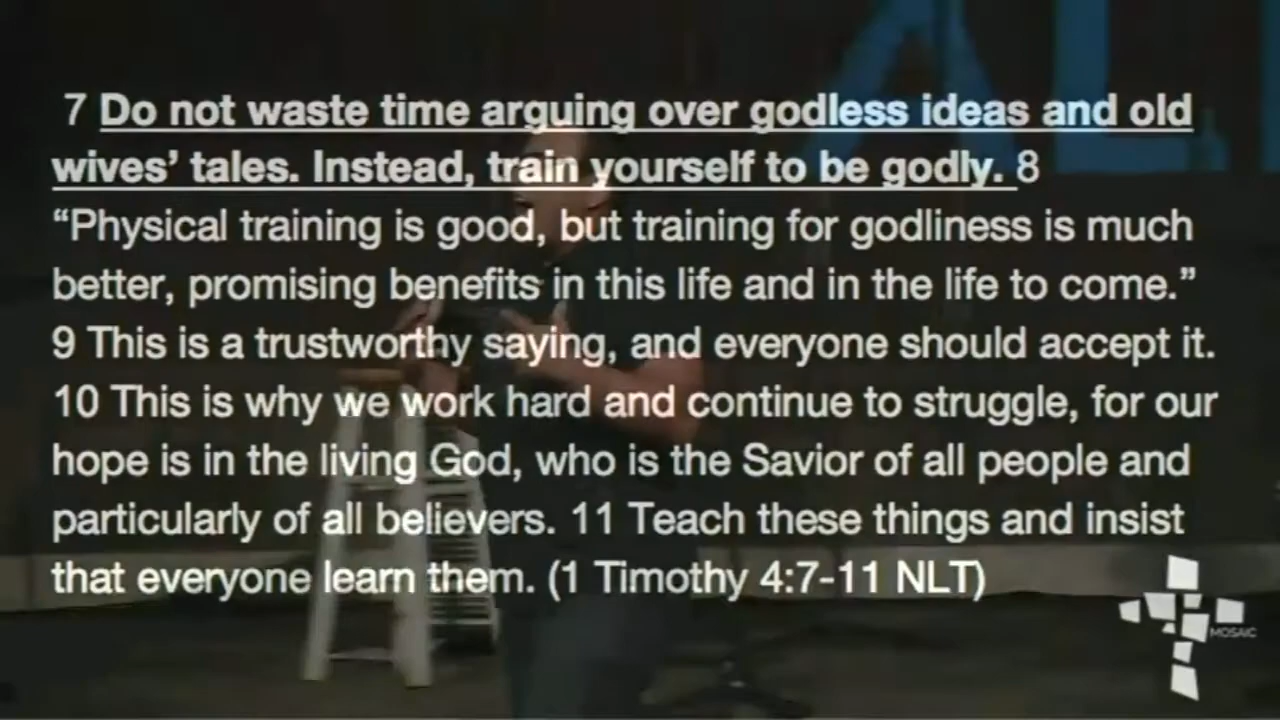 7 Do not waste time arguing over godless ideas and old
wives’ tales. Instead, train yourself to be godly. 8
“Physical training is good, but training for godliness is much
better, promising benefits in this life and in the life to come.”
9 This is a trustworthy saying, and everyone should accept it.
10 This is why we work hard and continue to struggle, for our
hope is in the living God, who is the Savior of all people and
particularly of all believers. 11 Teach these things and insist
that everyone learn them. (1 Timothy 4:7-11 NLT)
MOSAIC